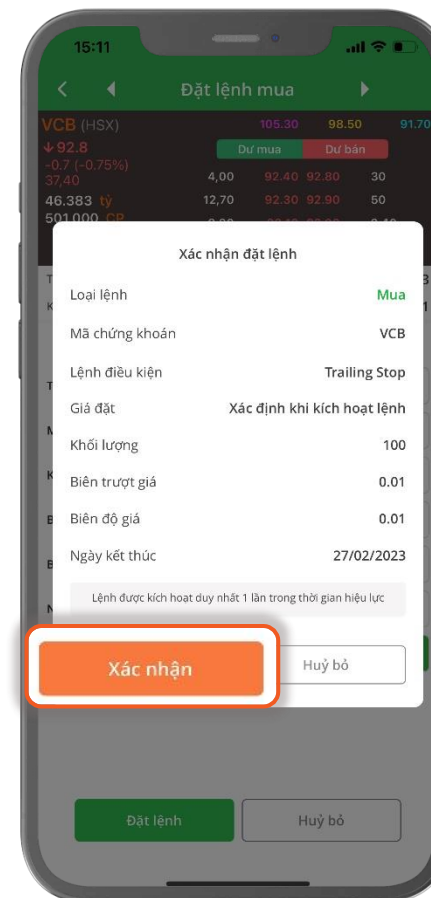 15:11
Đặt lệnh mua
VCB (HSX) 105.30 98.50 91.70
92.8 Dư mua Dư bán
-0.7 (-0.75%)
37,40 4,00 92.40 92.80 30
46.383 tỷ 12,70 92.30 92.90 50
501.000 CP
Xác nhận đặt lệnh
Loại lệnh Mua
Mã chứng khoán VCB
Lệnh điều kiện Trailing Stop
Giá đặt Xác định khi kích hoạt lệnh
Khối lượng 100
Biên trượt giá 0.01
Biên độ giá 0.01
Ngày kết thúc 27/02/2023
Lệnh được kích hoạt duy nhất 1 lần trong thời gian hiệu lực
Xác nhận Huỷ bỏ
Đặt lệnh Huỷ bỏ